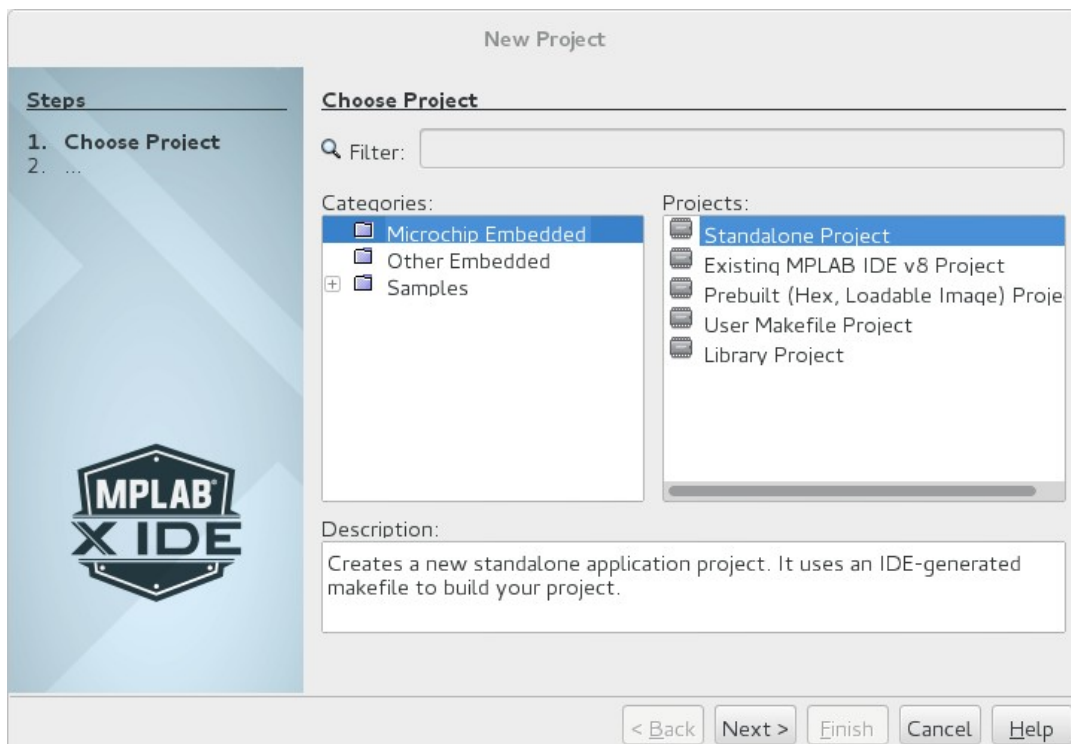 New Project
Steps
1. Choose Project
2. ...
Choose Project
Filter:
Categories:
Microchip Embedded
Other Embedded
Samples
Projects:
Standalone Project
Existing MPLAB IDE v8 Project
Prebuilt (Hex, Loadable Image) Proje
User Makefile Project
Library Project
MPLAB®
X IDE
Description:
Creates a new standalone application project. It uses an IDE-generated
makefile to build your project.
< Back Next > Finish Cancel Help